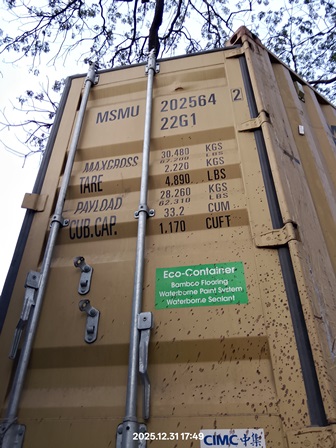 MSMU 202564 2
22G1
MAXGROSS 30.480 KGS
67.200 LBS
TARE 2.220 KGS
4.890 LBS
PAYLOAD 28.260 KGS
62.310 LBS
CUB.CAP. 33.2 CUM
1.170 CUFT
Eco-Container
Bamboo Flooring
Waterborne Paint System
Waterborne Sealant
2025.12.31 17:49
CIMC 中集